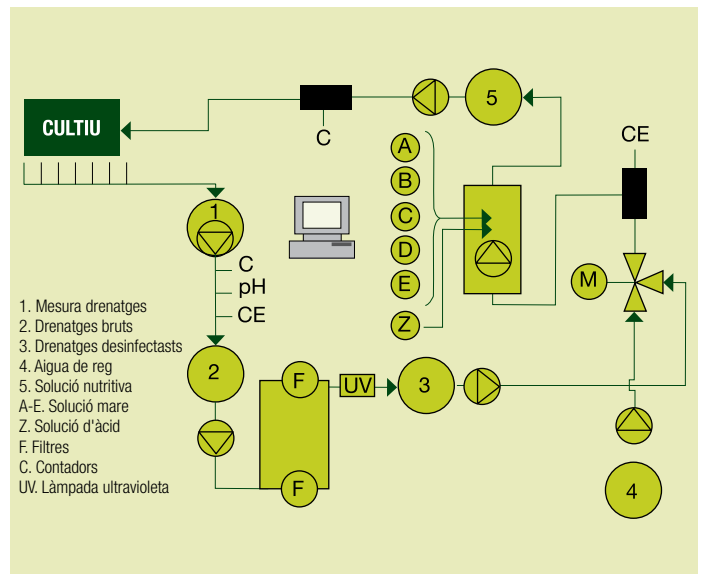 CULTIU
C
5
CE
A
B
C
D
E
Z
1
C
pH
CE
M
1. Mesura drenatges
2. Drenatges bruts
3. Drenatges desinfectasts
4. Aigua de reg
5. Solució nutritiva
A-E. Solució mare
Z. Solució d'àcid
F. Filtres
C. Contadors
UV. Làmpada ultravioleta
2
F
UV
3
F
4